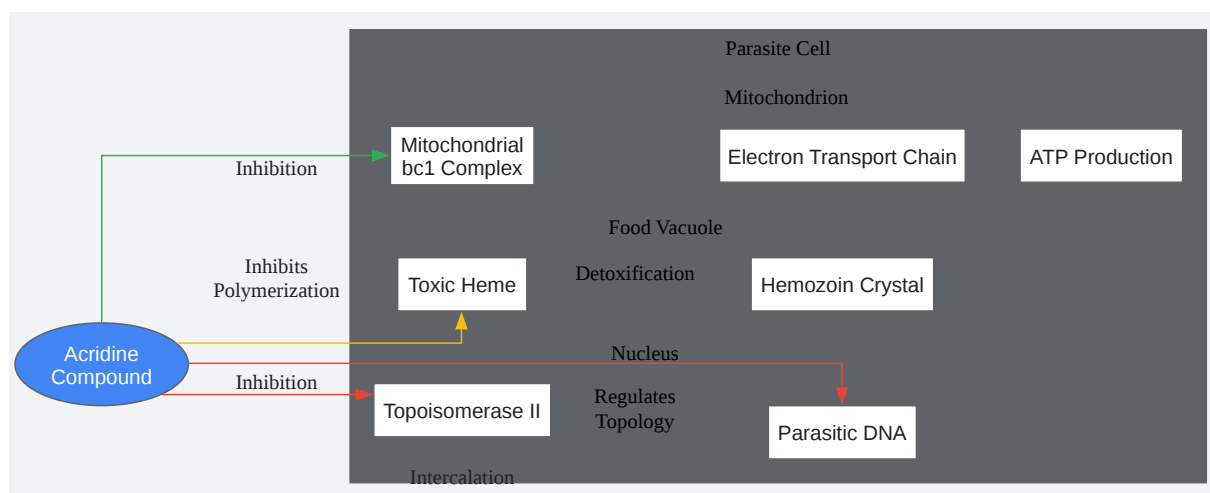 Parasite Cell
Mitochondrion
Mitochondrial
bc1 Complex
Electron Transport Chain
ATP Production
Inhibition
Food Vacuole
Inhibits
Polymerization
Toxic Heme
Detoxification
Hemozoin Crystal
Acridine
Compound
Nucleus
Inhibition
Topoisomerase II
Regulates
Topology
Parasitic DNA
Intercalation